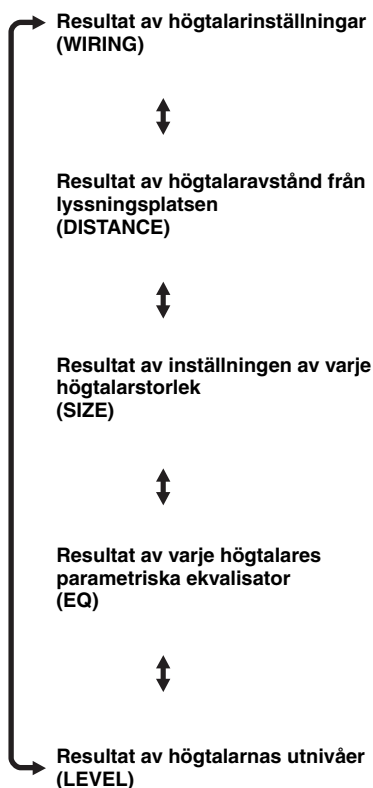 Resultat av högtalarinställningar
(WIRING)
Resultat av högtalaravstånd från
lyssningsplatsen
(DISTANCE)
Resultat av inställningen av varje
högtalarstorlek
(SIZE)
Resultat av varje högtalares
parametriska ekvalisator
(EQ)
Resultat av högtalarnas utnivåer
(LEVEL)